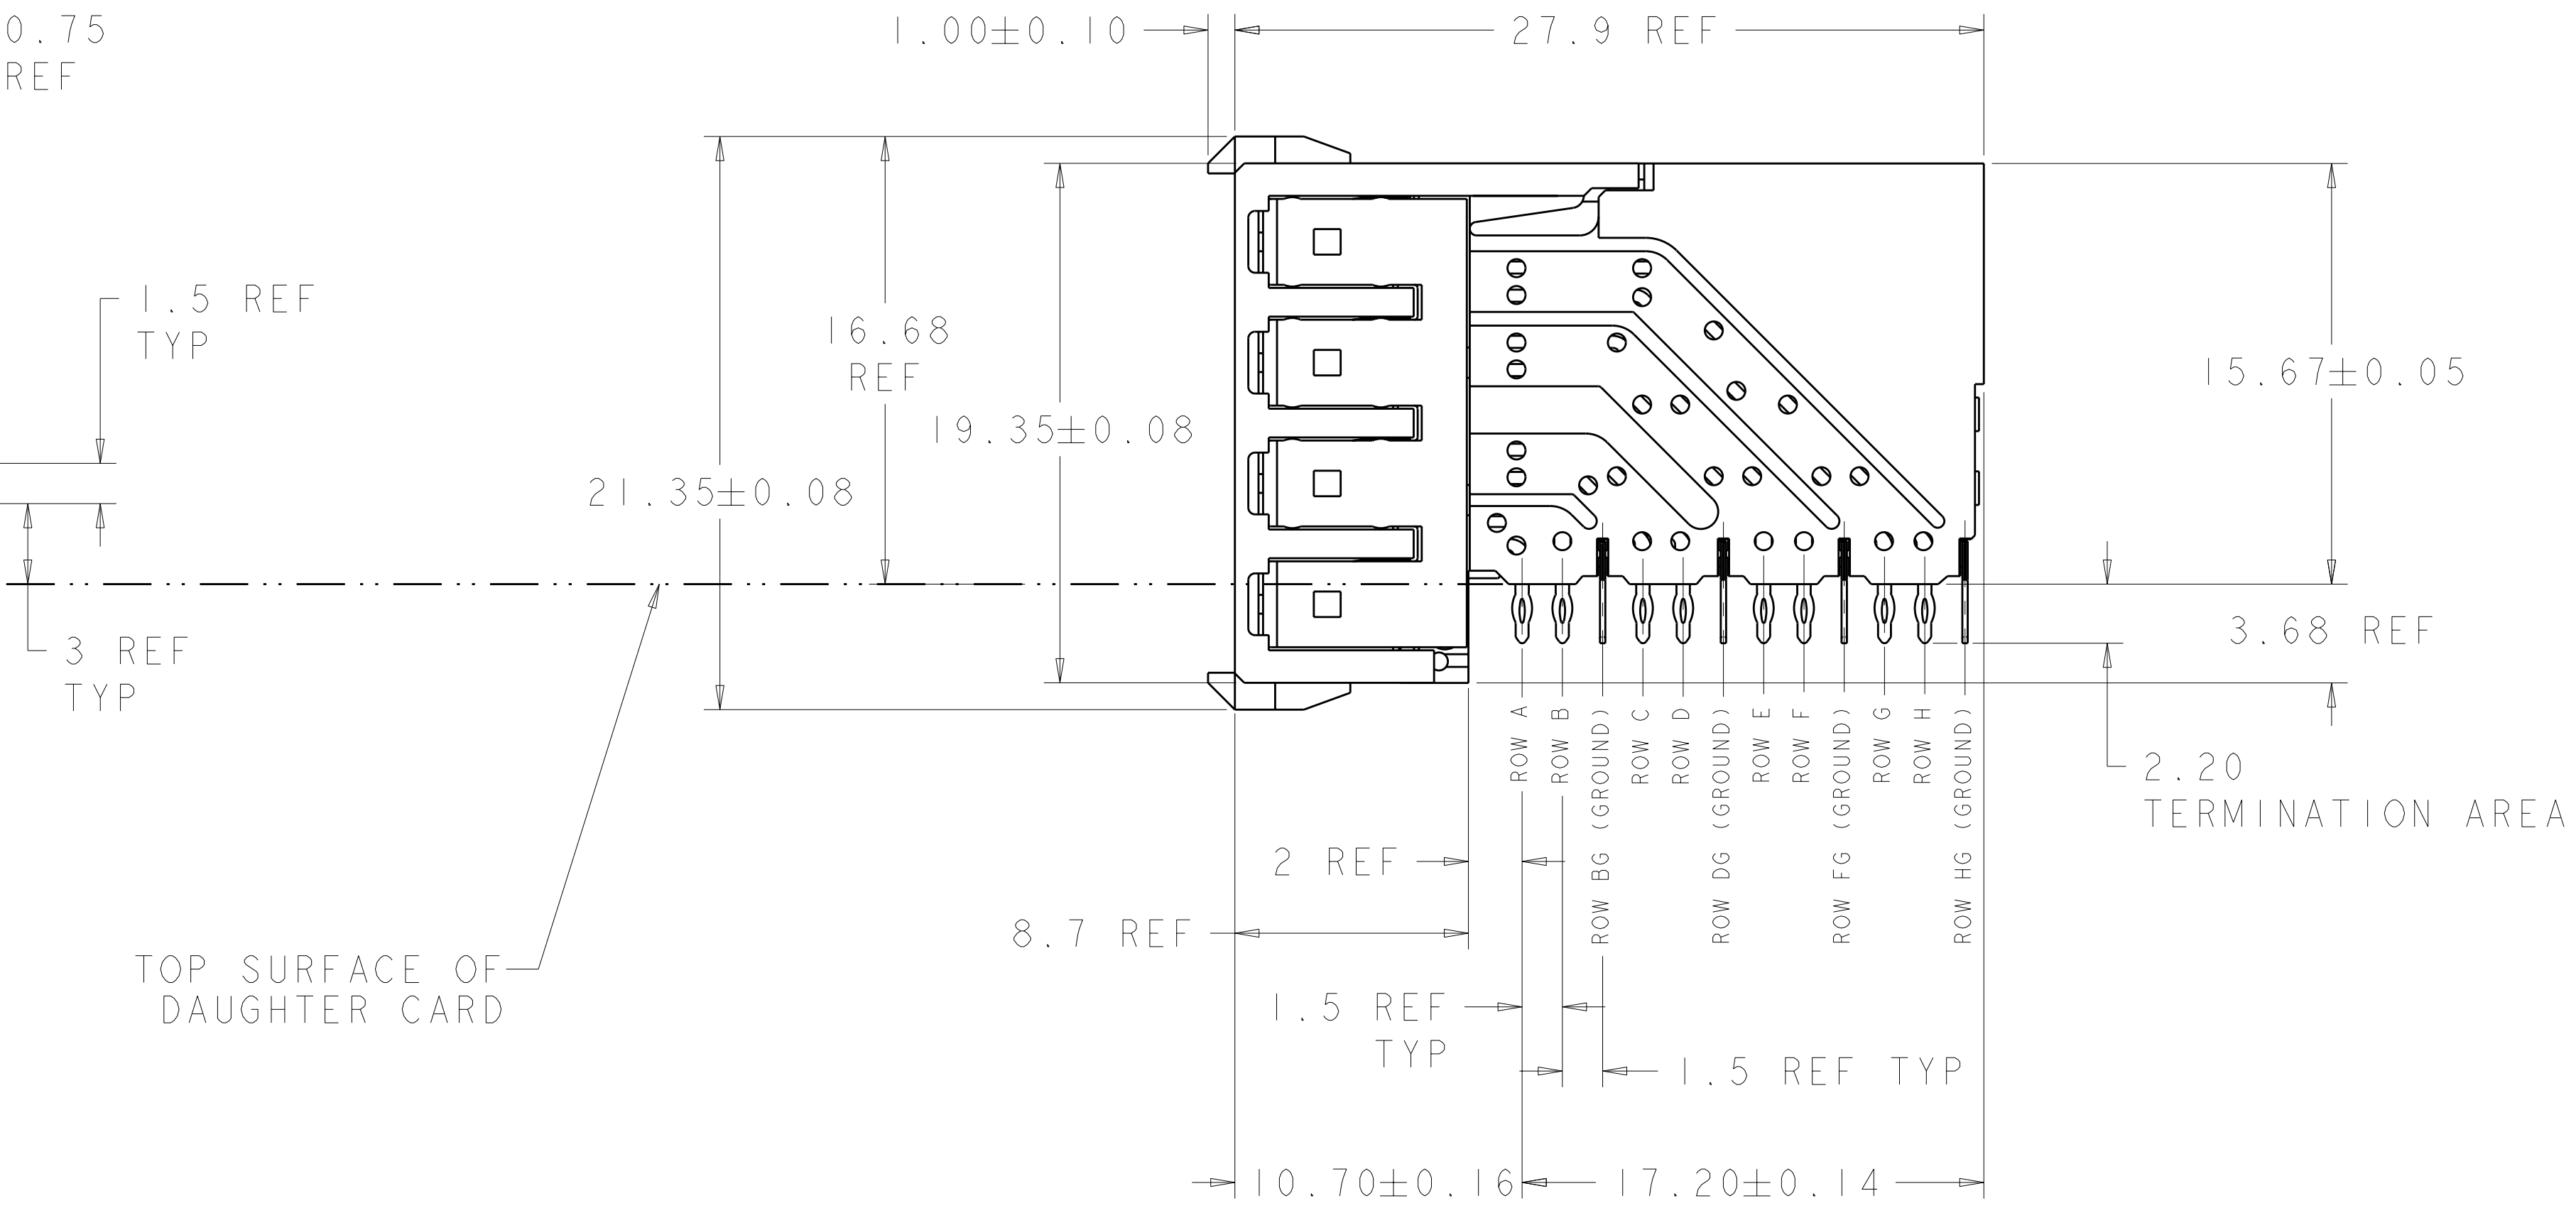 0.75
REF
1.00±0.10
27.9 REF
1.5 REF
TYP
16.68
REF
15.67±0.05
19.35±0.08
21.35±0.08
3 REF
TYP
3.68 REF
ROW A
ROW B
ROW BG (GROUND)
ROW C
ROW D
ROW DG (GROUND)
ROW E
ROW F
ROW FG (GROUND)
ROW G
ROW H
ROW HG (GROUND)
2.20
TERMINATION AREA
2 REF
8.7 REF
TOP SURFACE OF
DAUGHTER CARD
1.5 REF
TYP
1.5 REF TYP
10.70±0.16
17.20±0.14